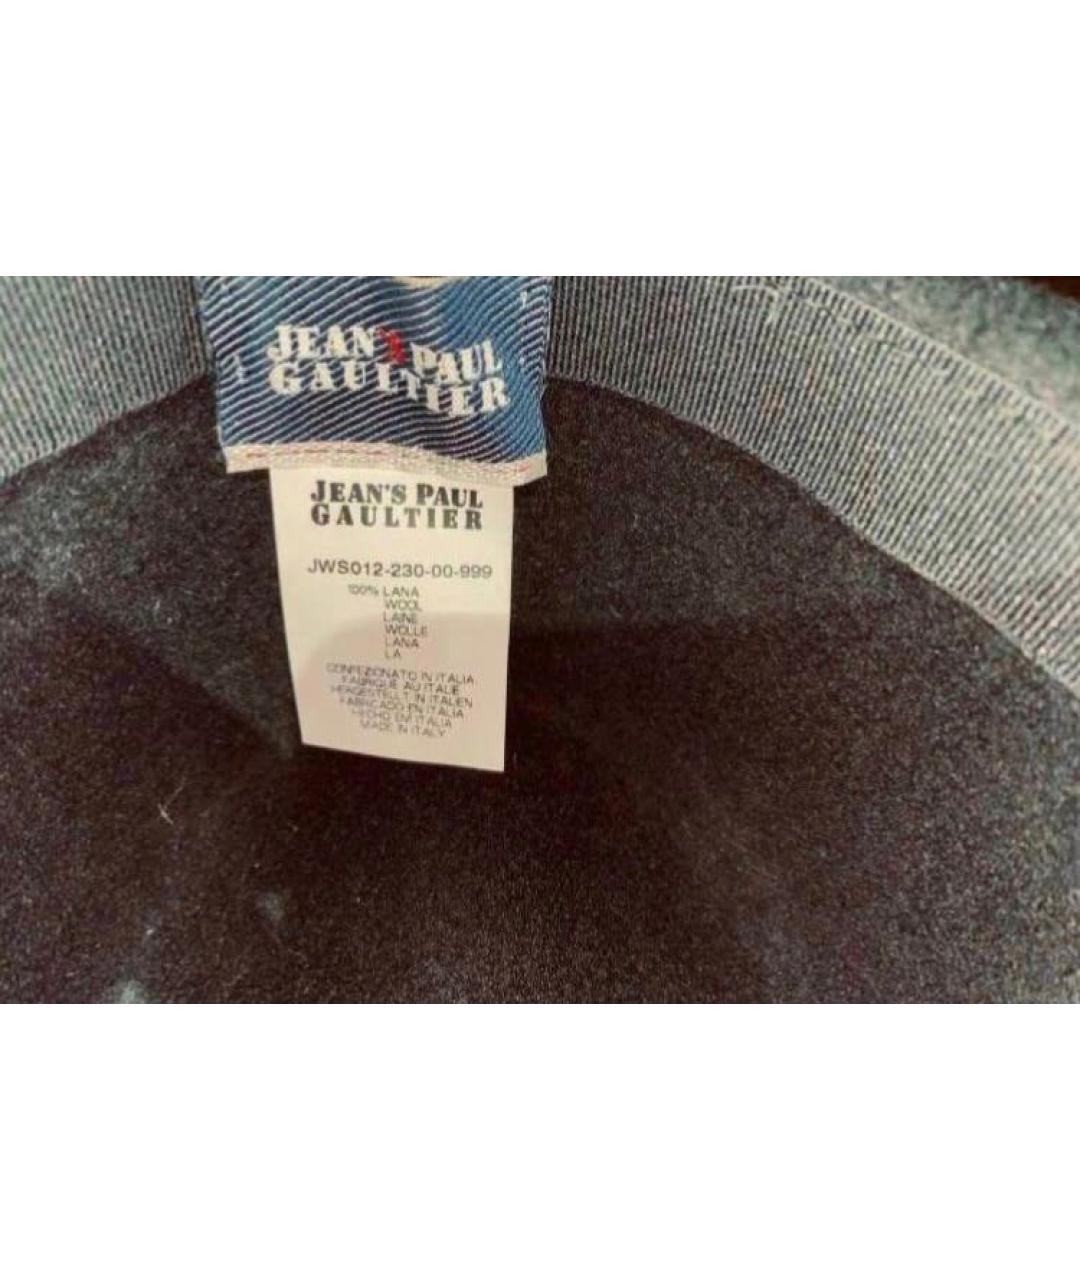 JEAN'S PAUL
GAULTIER
JEAN'S PAUL
GAULTIER
JWS012-230-00-999
100% LANA
WOOL
LAINE
WOLLE
LANA
LA
CONFEZIONATO IN ITALIA
FABRIQUE AU ITALIE
HERGESTELLT IN ITALIEN
FABRICADO EN ITALIA
HECHO EN ITALIA
MADE IN ITALY